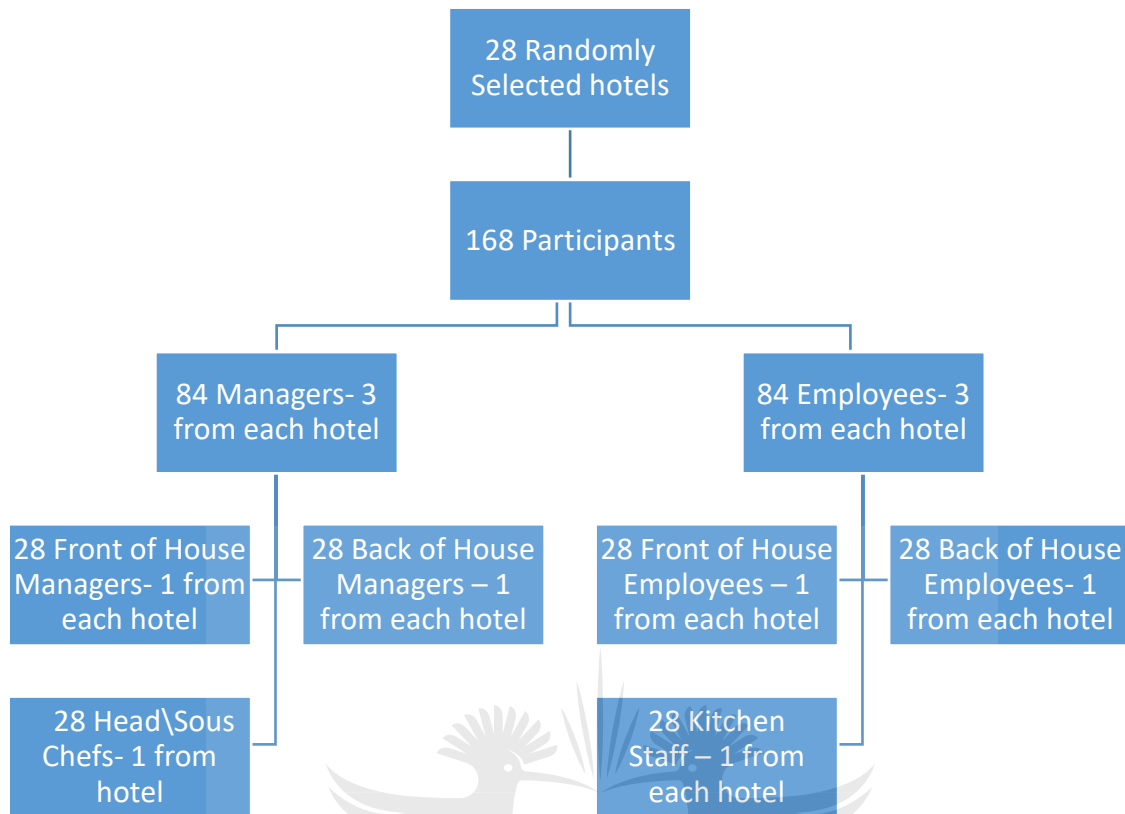 28 Randomly
Selected hotels
168 Participants
84 Managers- 3
from each hotel
84 Employees- 3
from each hotel
28 Front of House
Managers- 1 from
each hotel
28 Back of House
Managers – 1
from each hotel
28 Front of House
Employees – 1
from each hotel
28 Back of House
Employees- 1
from each hotel
28 Head\Sous
Chefs- 1 from
hotel
28 Kitchen
Staff – 1 from
each hotel